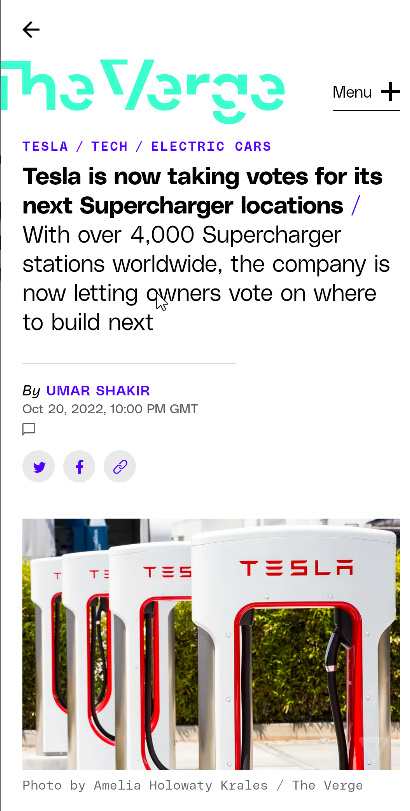 The Verge
Menu
TESLA / TECH / ELECTRIC CARS
Tesla is now taking votes for its
next Supercharger locations /
With over 4,000 Supercharger
stations worldwide, the company is
now letting owners vote on where
to build next
By UMAR SHAKIR
Oct 20, 2022, 10:00 PM GMT
T
TE
TES
TESLA
Photo by Amelia Holowaty Krales / The Verge